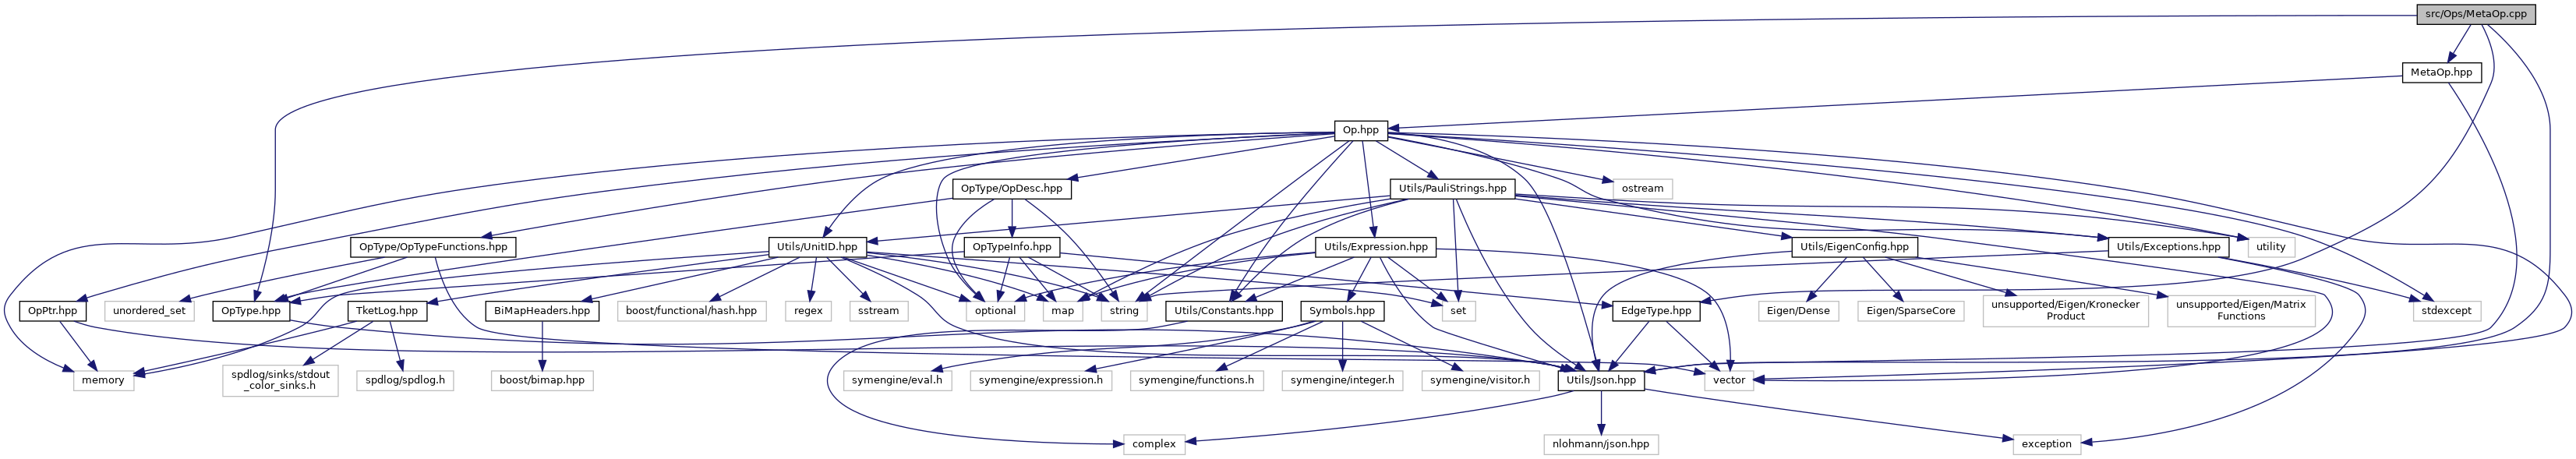 src/Ops/MetaOp.cpp
MetaOp.hpp
Op.hpp
OpType/OpDesc.hpp
Utils/PauliStrings.hpp
ostream
OpType/OpTypeFunctions.hpp
Utils/UnitID.hpp
OpTypeInfo.hpp
Utils/Expression.hpp
Utils/EigenConfig.hpp
Utils/Exceptions.hpp
utility
OpPtr.hpp
unordered_set
OpType.hpp
TketLog.hpp
BiMapHeaders.hpp
boost/functional/hash.hpp
regex
sstream
optional
map
string
Utils/Constants.hpp
Symbols.hpp
set
Eigen/Dense
Eigen/SparseCore
EdgeType.hpp
unsupported/Eigen/Kronecker
Product
unsupported/Eigen/Matrix
Functions
stdexcept
memory
spdlog/sinks/stdout
_color_sinks.h
spdlog/spdlog.h
boost/bimap.hpp
symengine/eval.h
symengine/expression.h
symengine/functions.h
symengine/integer.h
symengine/visitor.h
Utils/Json.hpp
vector
complex
nlohmann/json.hpp
exception